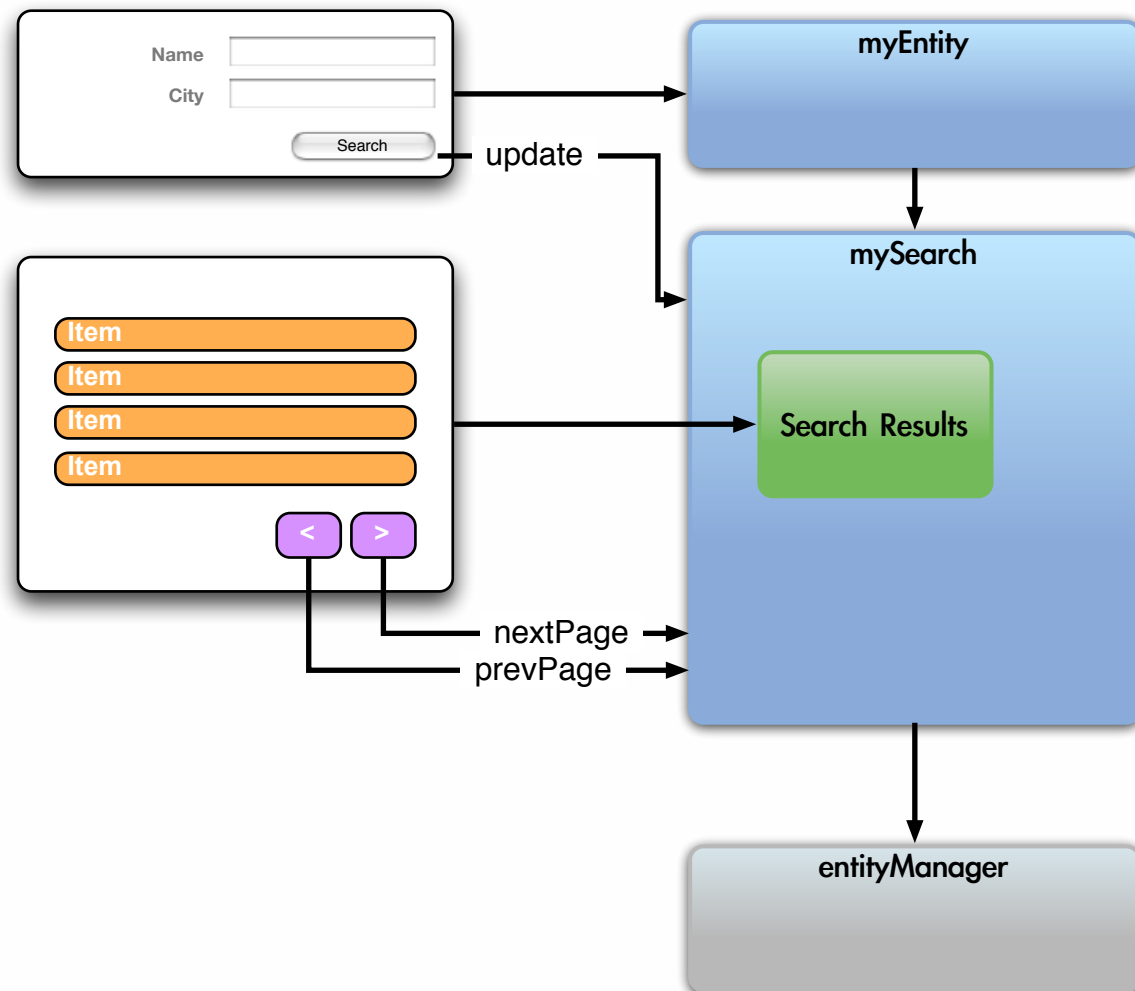 Name
City
Search
update
myEntity
mySearch
Item
Item
Item
Item
Search Results
<
>
nextPage
prevPage
entityManager